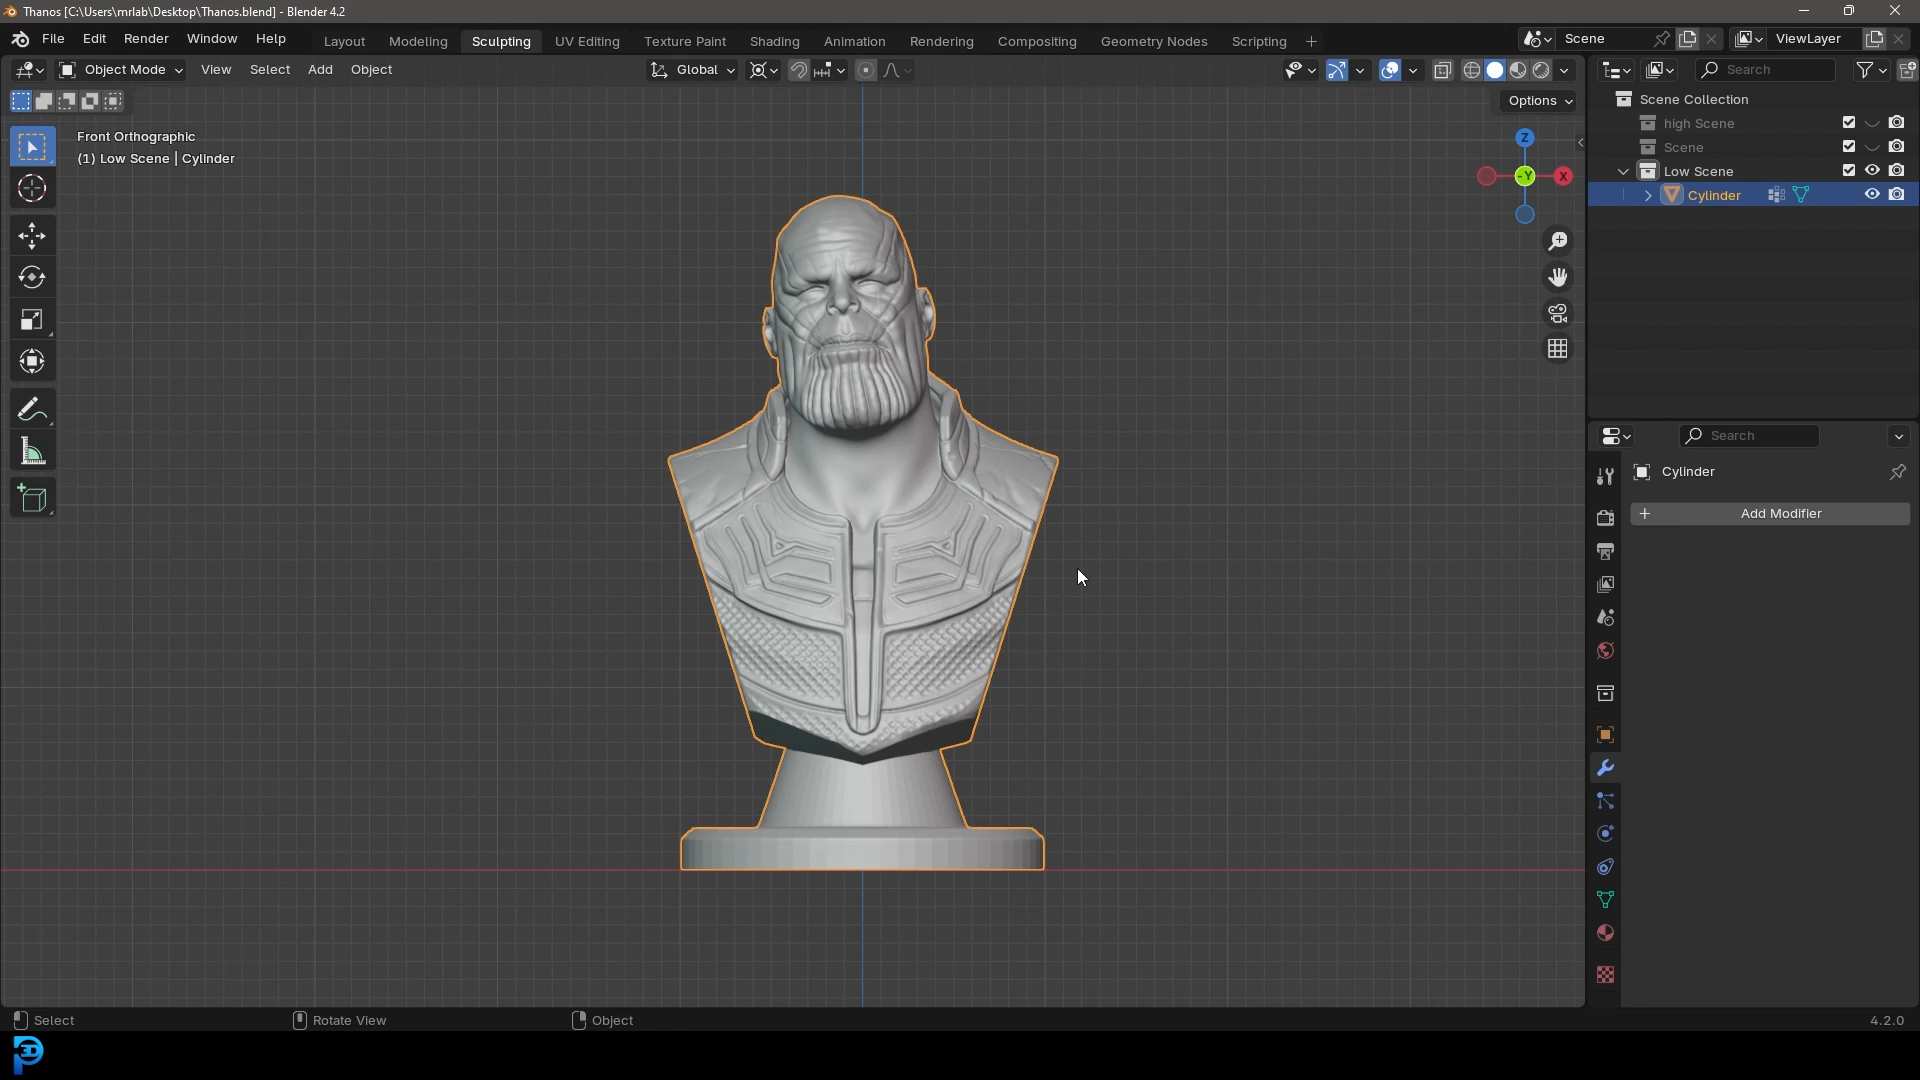 Thanos [C:\Users\mrlab\Desktop\Thanos.blend] - Blender 4.2
File Edit Render Window Help Layout Modeling Sculpting UV Editing Texture Paint Shading Animation Rendering Compositing Geometry Nodes Scripting + Scene ViewLayer
Object Mode View Select Add Object Global Search
Options
Front Orthographic
(1) Low Scene | Cylinder
Z
-Y
X
Scene Collection
high Scene
Scene
Low Scene
Cylinder
Search
Cylinder
+ Add Modifier
Select Rotate View Object 4.2.0
3D
P